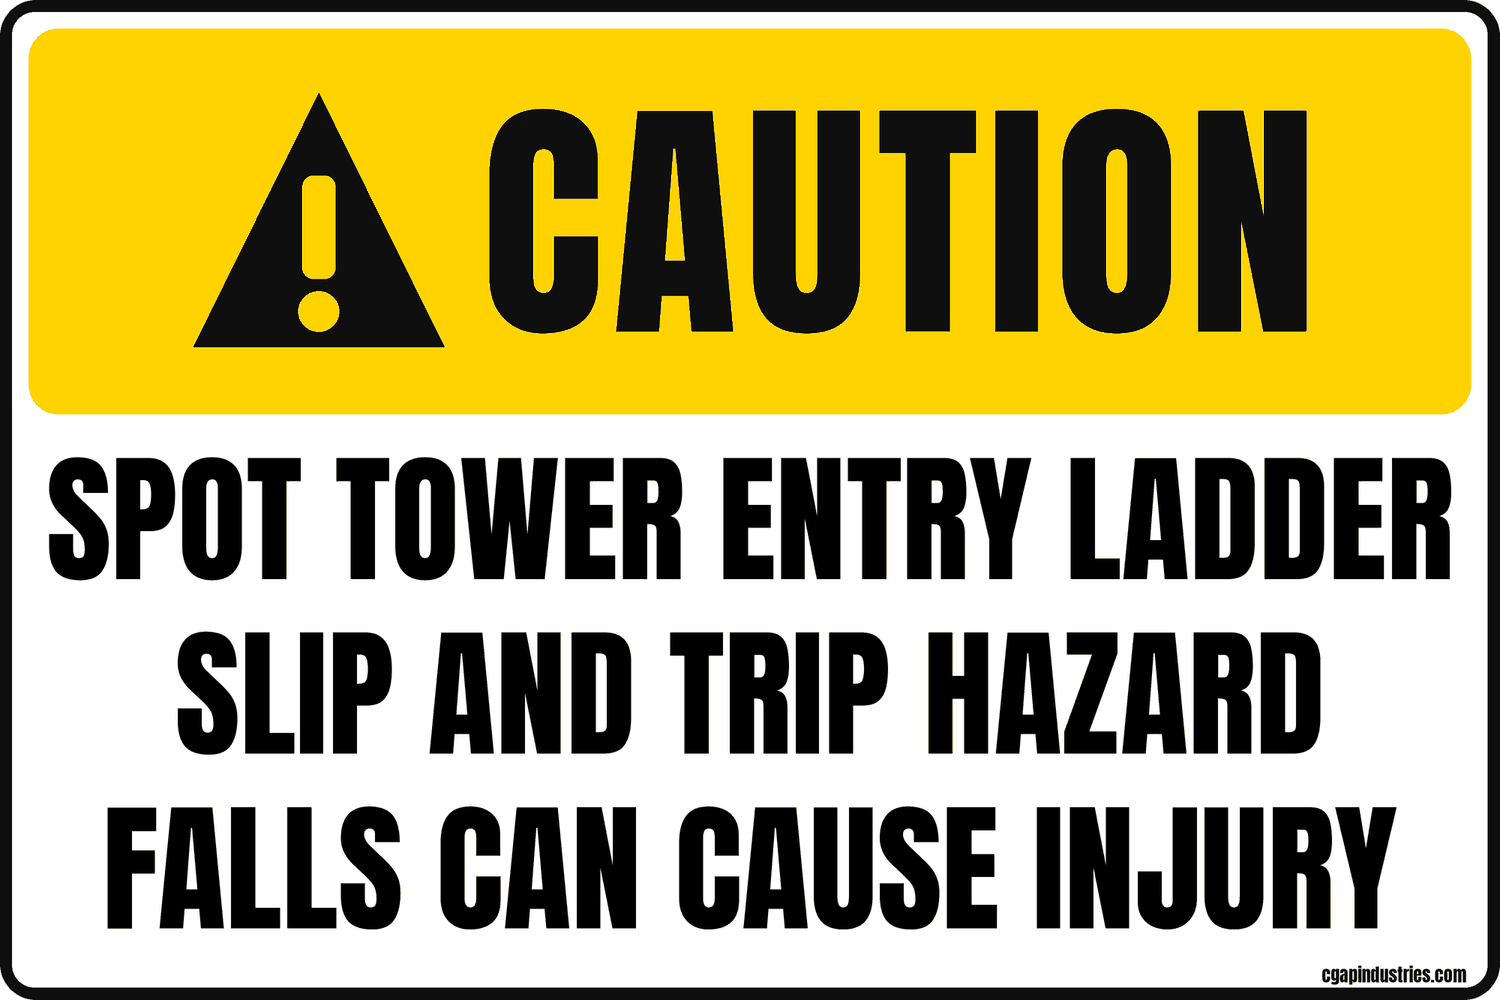 CAUTION
SPOT TOWER ENTRY LADDER
SLIP AND TRIP HAZARD
FALLS CAN CAUSE INJURY
cgapindustries.com